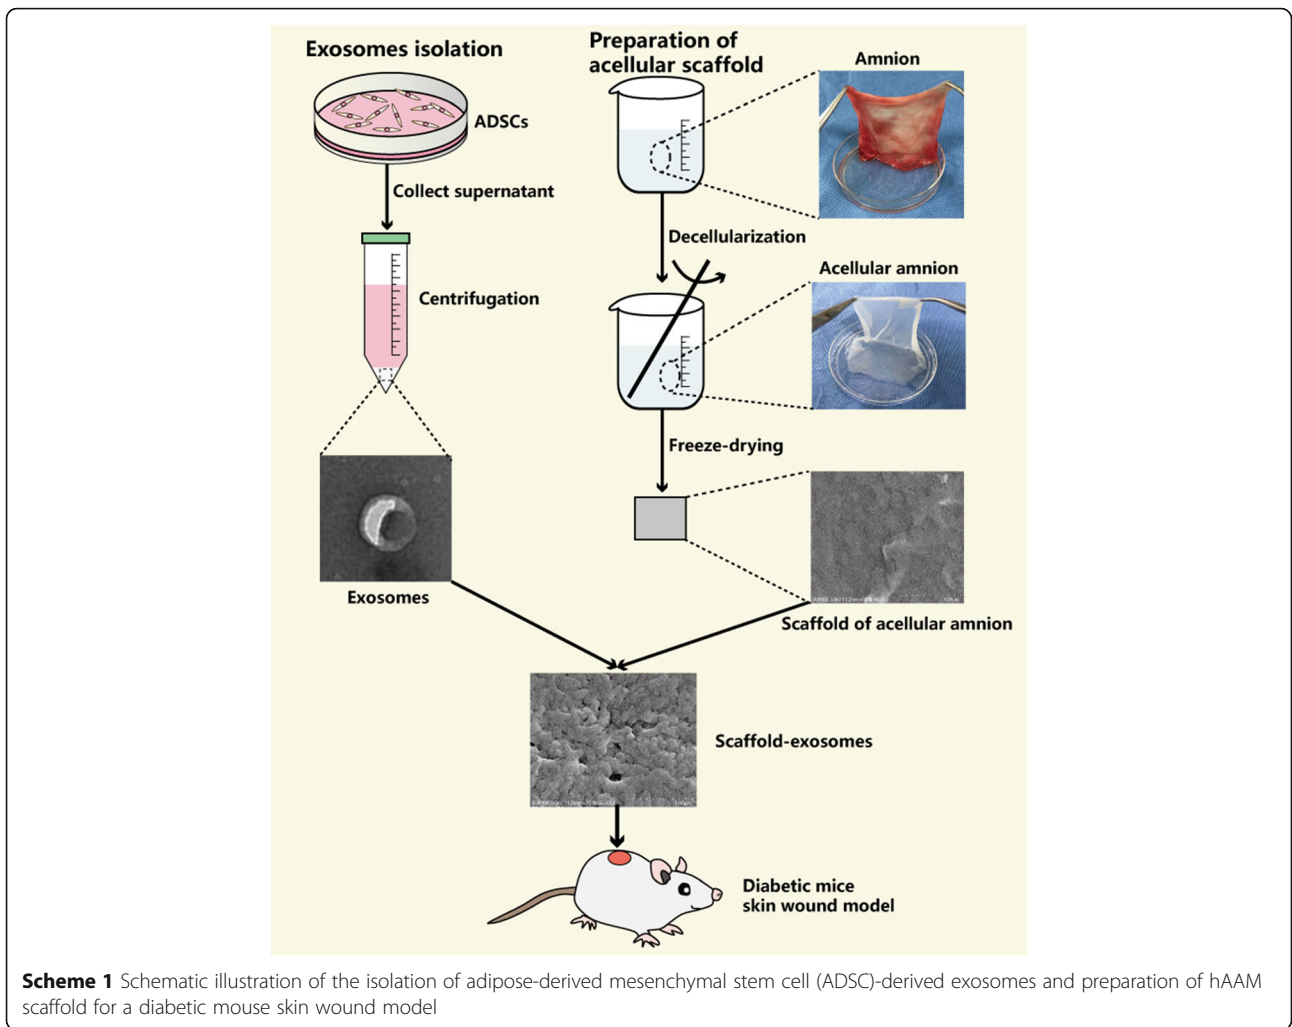 Exosomes isolation
ADSCs
Collect supernatant
Centrifugation
Exosomes
Preparation of
acellular scaffold
Amnion
Decellularization
Acellular amnion
Freeze-drying
Scaffold of acellular amnion
Scaffold-exosomes
Diabetic mice
skin wound model
Scheme 1 Schematic illustration of the isolation of adipose-derived mesenchymal stem cell (ADSC)-derived exosomes and preparation of hAAM
scaffold for a diabetic mouse skin wound model